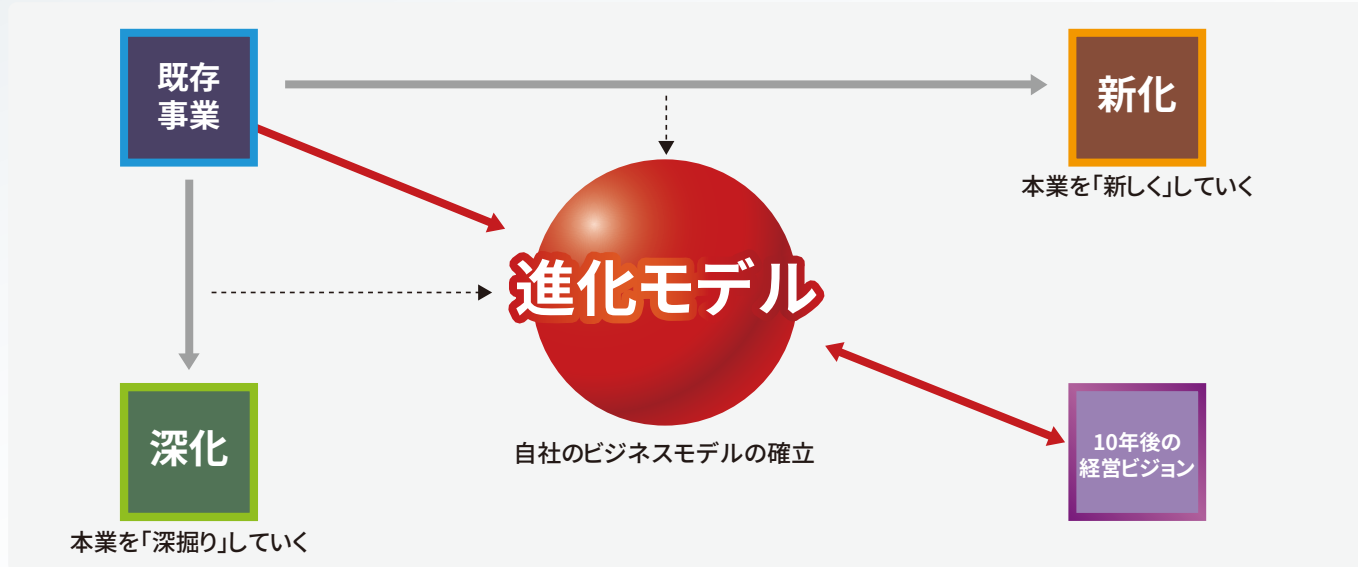 既存
事業
新化
本業を「新しく」していく
進化モデル
自社のビジネスモデルの確立
深化
本業を「深掘り」していく
10年後の
経営ビジョン